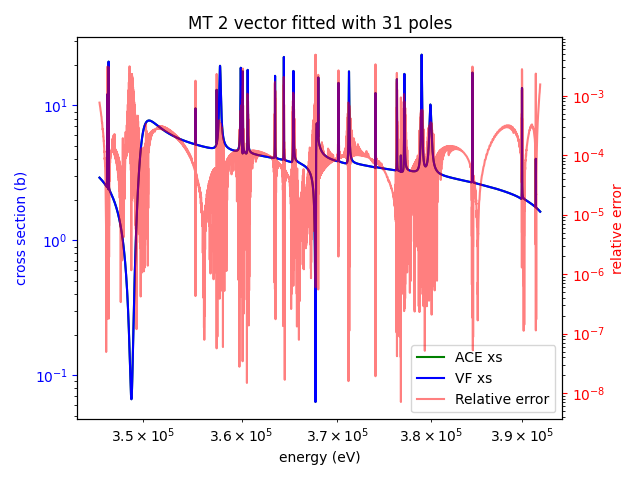 MT 2 vector fitted with 31 poles
cross section (b)
10¹
10⁰
10⁻¹
10⁻³
10⁻⁴
10⁻⁵
10⁻⁶
10⁻⁷
10⁻⁸
relative error
ACE xs
VF xs
Relative error
3.5 × 10⁵ 3.6 × 10⁵ 3.7 × 10⁵ 3.8 × 10⁵ 3.9 × 10⁵
energy (eV)